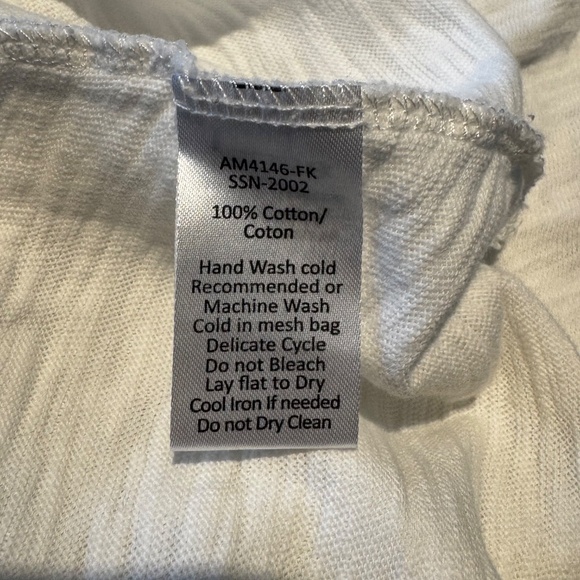 AM4146-FK
SSN-2002
100% Cotton/
Coton
Hand Wash cold
Recommended or
Machine Wash
Cold in mesh bag
Delicate Cycle
Do not Bleach
Lay flat to Dry
Cool Iron If needed
Do not Dry Clean